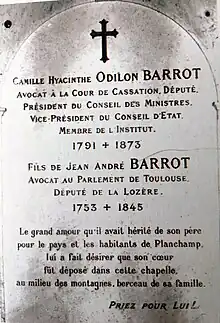 Camille Hyacinthe ODILON BARROT
Avocat à la Cour de Cassation, Député,
Président du Conseil des Ministres,
Vice-Président du Conseil d'Etat,
Membre de l'Institut.
1791 + 1873
Fils de Jean André BARROT
Avocat au Parlement de Toulouse,
Député de la Lozère.
1753 + 1845
Le grand amour qu'il avait hérité de son père
pour le pays et les habitants de Planchamp,
lui a fait désirer que son cœur
fût déposé dans cette chapelle,
au milieu des montagnes, berceau de sa famille.
Priez pour Lui!